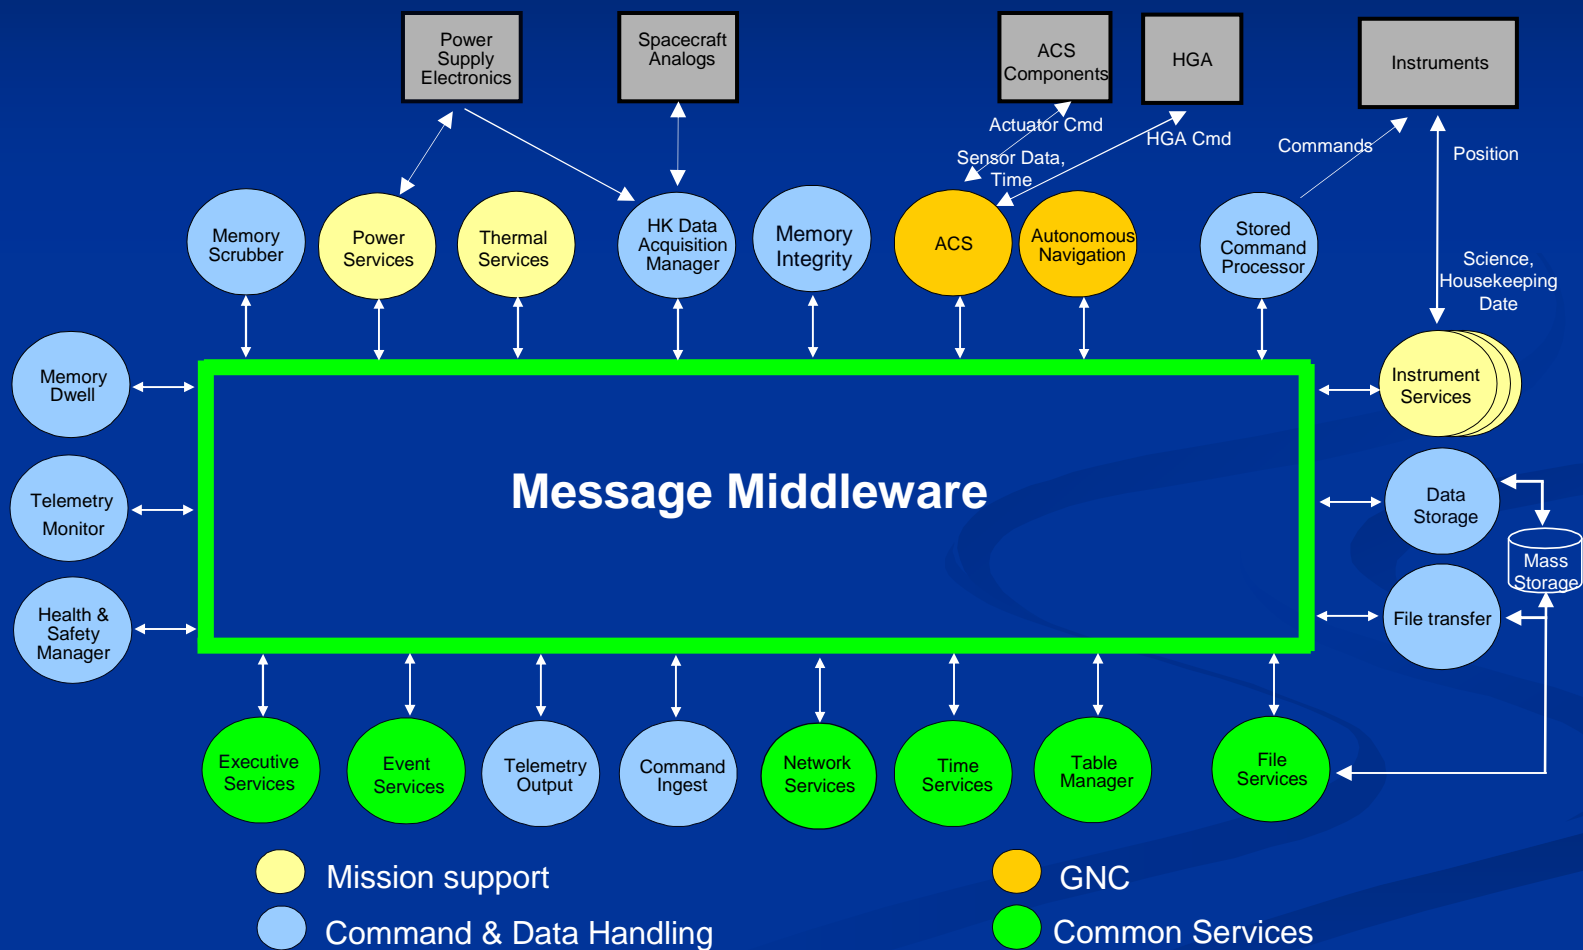 Power
Supply
Electronics
Spacecraft
Analogs
ACS
Components
HGA
Instruments
Actuator Cmd
HGA Cmd
Sensor Data,
Time
Commands
Position
Memory
Scrubber
Power
Services
Thermal
Services
HK Data
Acquisition
Manager
Memory
Integrity
ACS
Autonomous
Navigation
Stored
Command
Processor
Science,
Housekeeping
Date
Memory
Dwell
Instrument
Services
Telemetry
Monitor
Message Middleware
Data
Storage
Mass
Storage
Health &
Safety
Manager
File transfer
Executive
Services
Event
Services
Telemetry
Output
Command
Ingest
Network
Services
Time
Services
Table
Manager
File
Services
Mission support
GNC
Command & Data Handling
Common Services